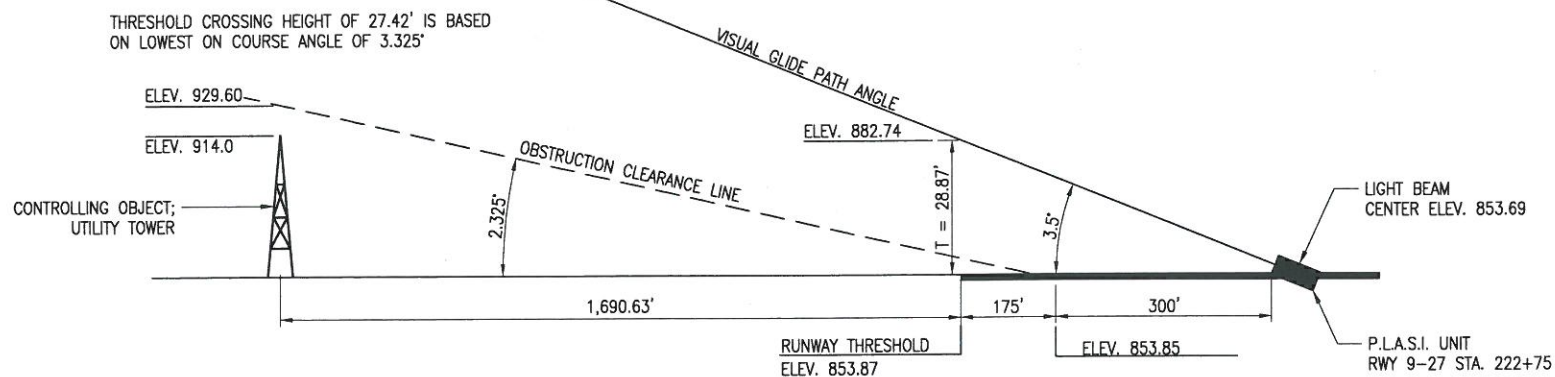 THRESHOLD CROSSING HEIGHT OF 27.42' IS BASED
ON LOWEST ON COURSE ANGLE OF 3.325°
VISUAL GLIDE PATH ANGLE
ELEV. 929.60
ELEV. 914.0
ELEV. 882.74
OBSTRUCTION CLEARANCE LINE
CONTROLLING OBJECT;
UTILITY TOWER
2.325°
T = 28.87'
3.5°
LIGHT BEAM
CENTER ELEV. 853.69
1,690.63'
175'
300'
RUNWAY THRESHOLD
ELEV. 853.87
ELEV. 853.85
P.L.A.S.I. UNIT
RWY 9-27 STA. 222+75